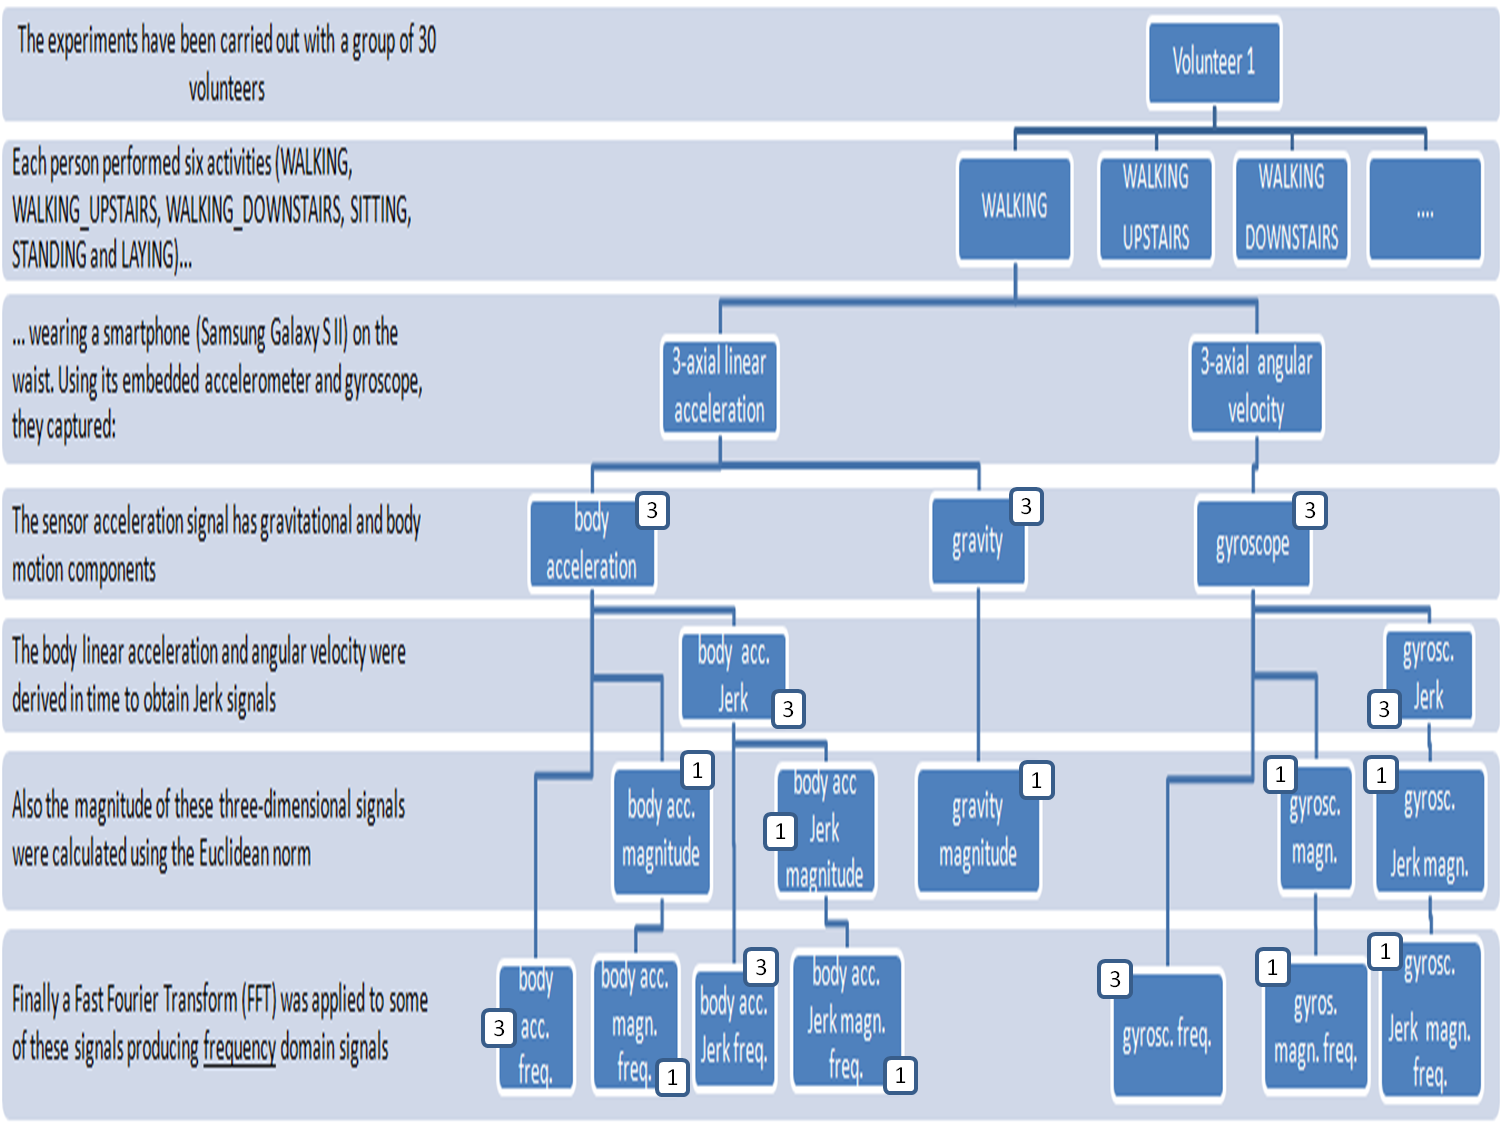 The experiments have been carried out with a group of 30
volunteers
Volunteer 1
Each person performed six activities (WALKING,
WALKING_UPSTAIRS, WALKING_DOWNSTAIRS, SITTING,
STANDING and LAYING)...
WALKING
WALKING
UPSTAIRS
WALKING
DOWNSTAIRS
....
... wearing a smartphone (Samsung Galaxy S II) on the
waist. Using its embedded accelerometer and gyroscope,
they captured:
3-axial linear
acceleration
3-axial angular
velocity
The sensor acceleration signal has gravitational and body
motion components
body
acceleration
3
gravity
3
gyroscope
3
The body linear acceleration and angular velocity were
derived in time to obtain Jerk signals
body acc.
Jerk
3
gyrosc.
Jerk
3
Also the magnitude of these three-dimensional signals
were calculated using the Euclidean norm
body acc.
magnitude
1
body acc
Jerk
magnitude
1
gravity
magnitude
1
gyrosc.
magn.
1
gyrosc.
Jerk magn.
1
Finally a Fast Fourier Transform (FFT) was applied to some
of these signals producing frequency domain signals
body
acc.
freq.
3
body acc.
magn.
freq.
1
body acc.
Jerk freq.
3
body acc.
Jerk magn.
freq.
1
gyrosc. freq.
3
gyros.
magn. freq.
1
gyrosc.
Jerk magn.
freq.
1